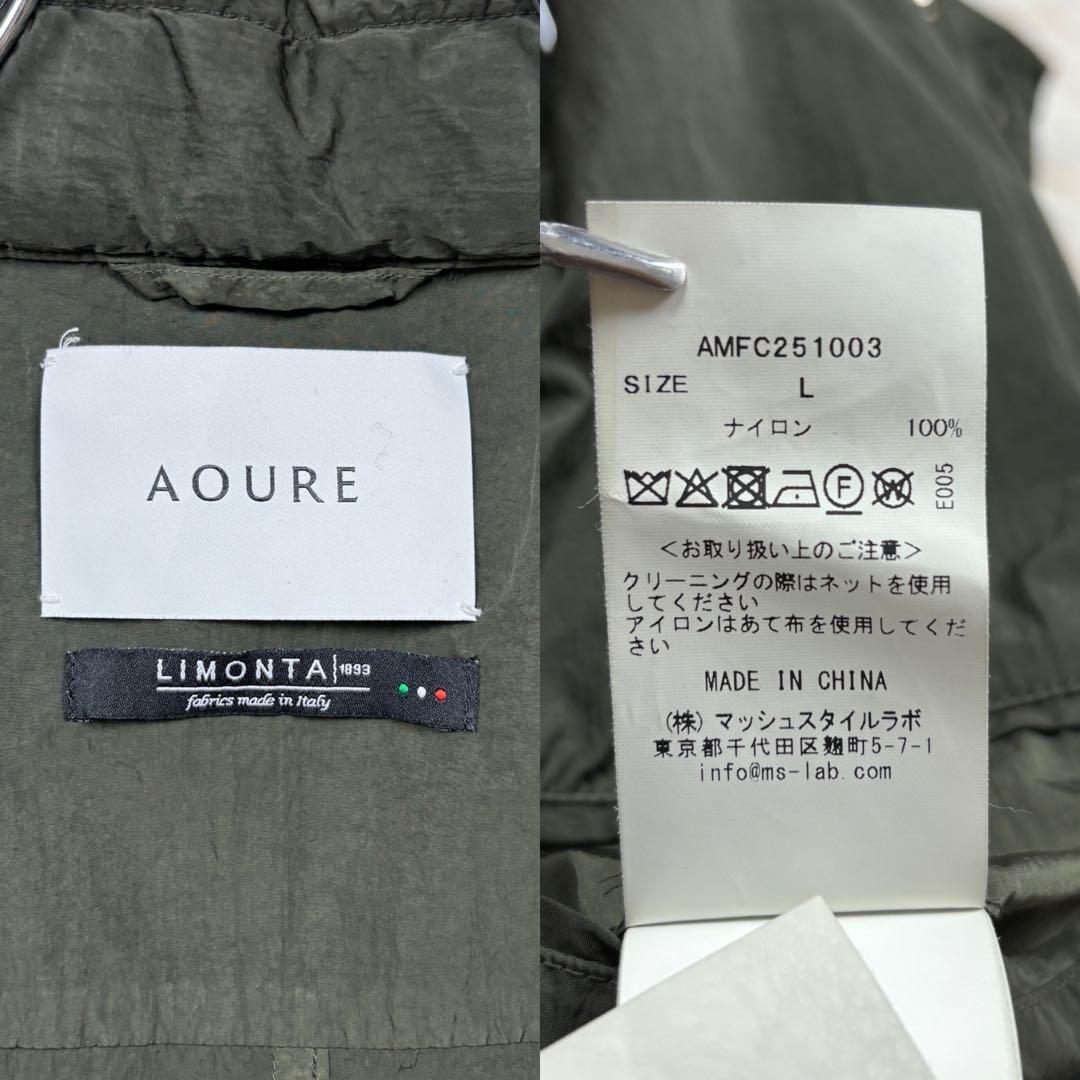 AOURE
LIMONTA 1893
fabrics made in Italy
AMFC251003
SIZE L
ナイロン 100%
F W
E005
＜お取り扱い上のご注意＞
クリーニングの際はネットを使用
してください
アイロンはあて布を使用してくだ
さい
MADE IN CHINA
(株) マッシュスタイルラボ
東京都千代田区麹町5-7-1
info@ms-lab.com